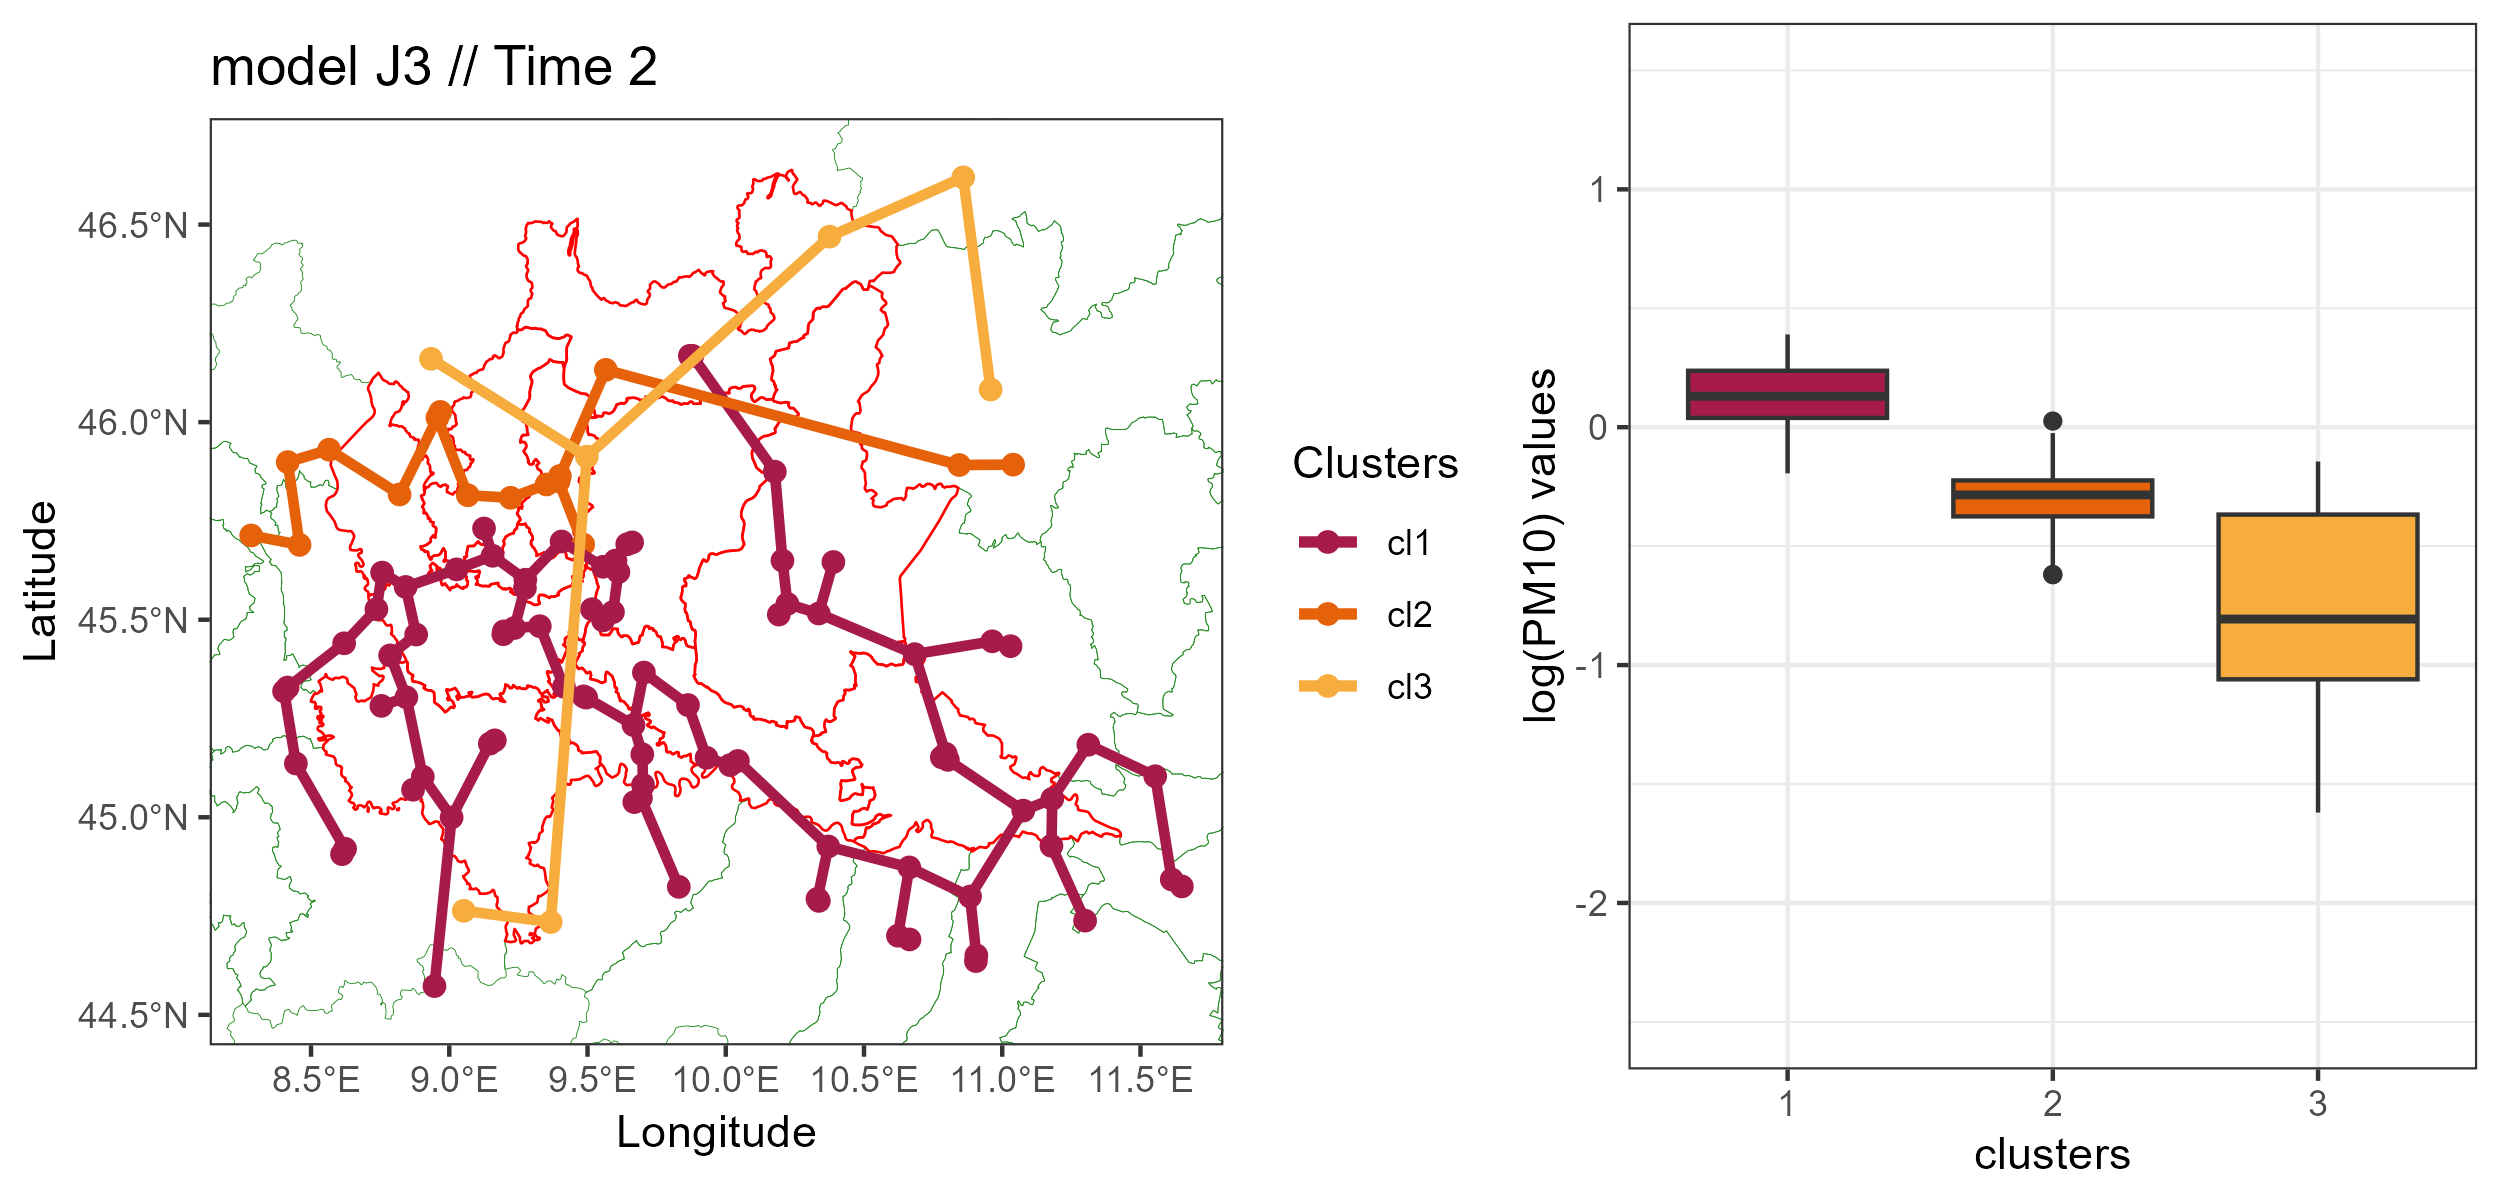 model J3 // Time 2
Latitude
46.5°N
46.0°N
45.5°N
45.0°N
44.5°N
8.5°E 9.0°E 9.5°E 10.0°E 10.5°E 11.0°E 11.5°E
Longitude
Clusters
cl1
cl2
cl3
log(PM10) values
1
0
-1
-2
1 2 3
clusters